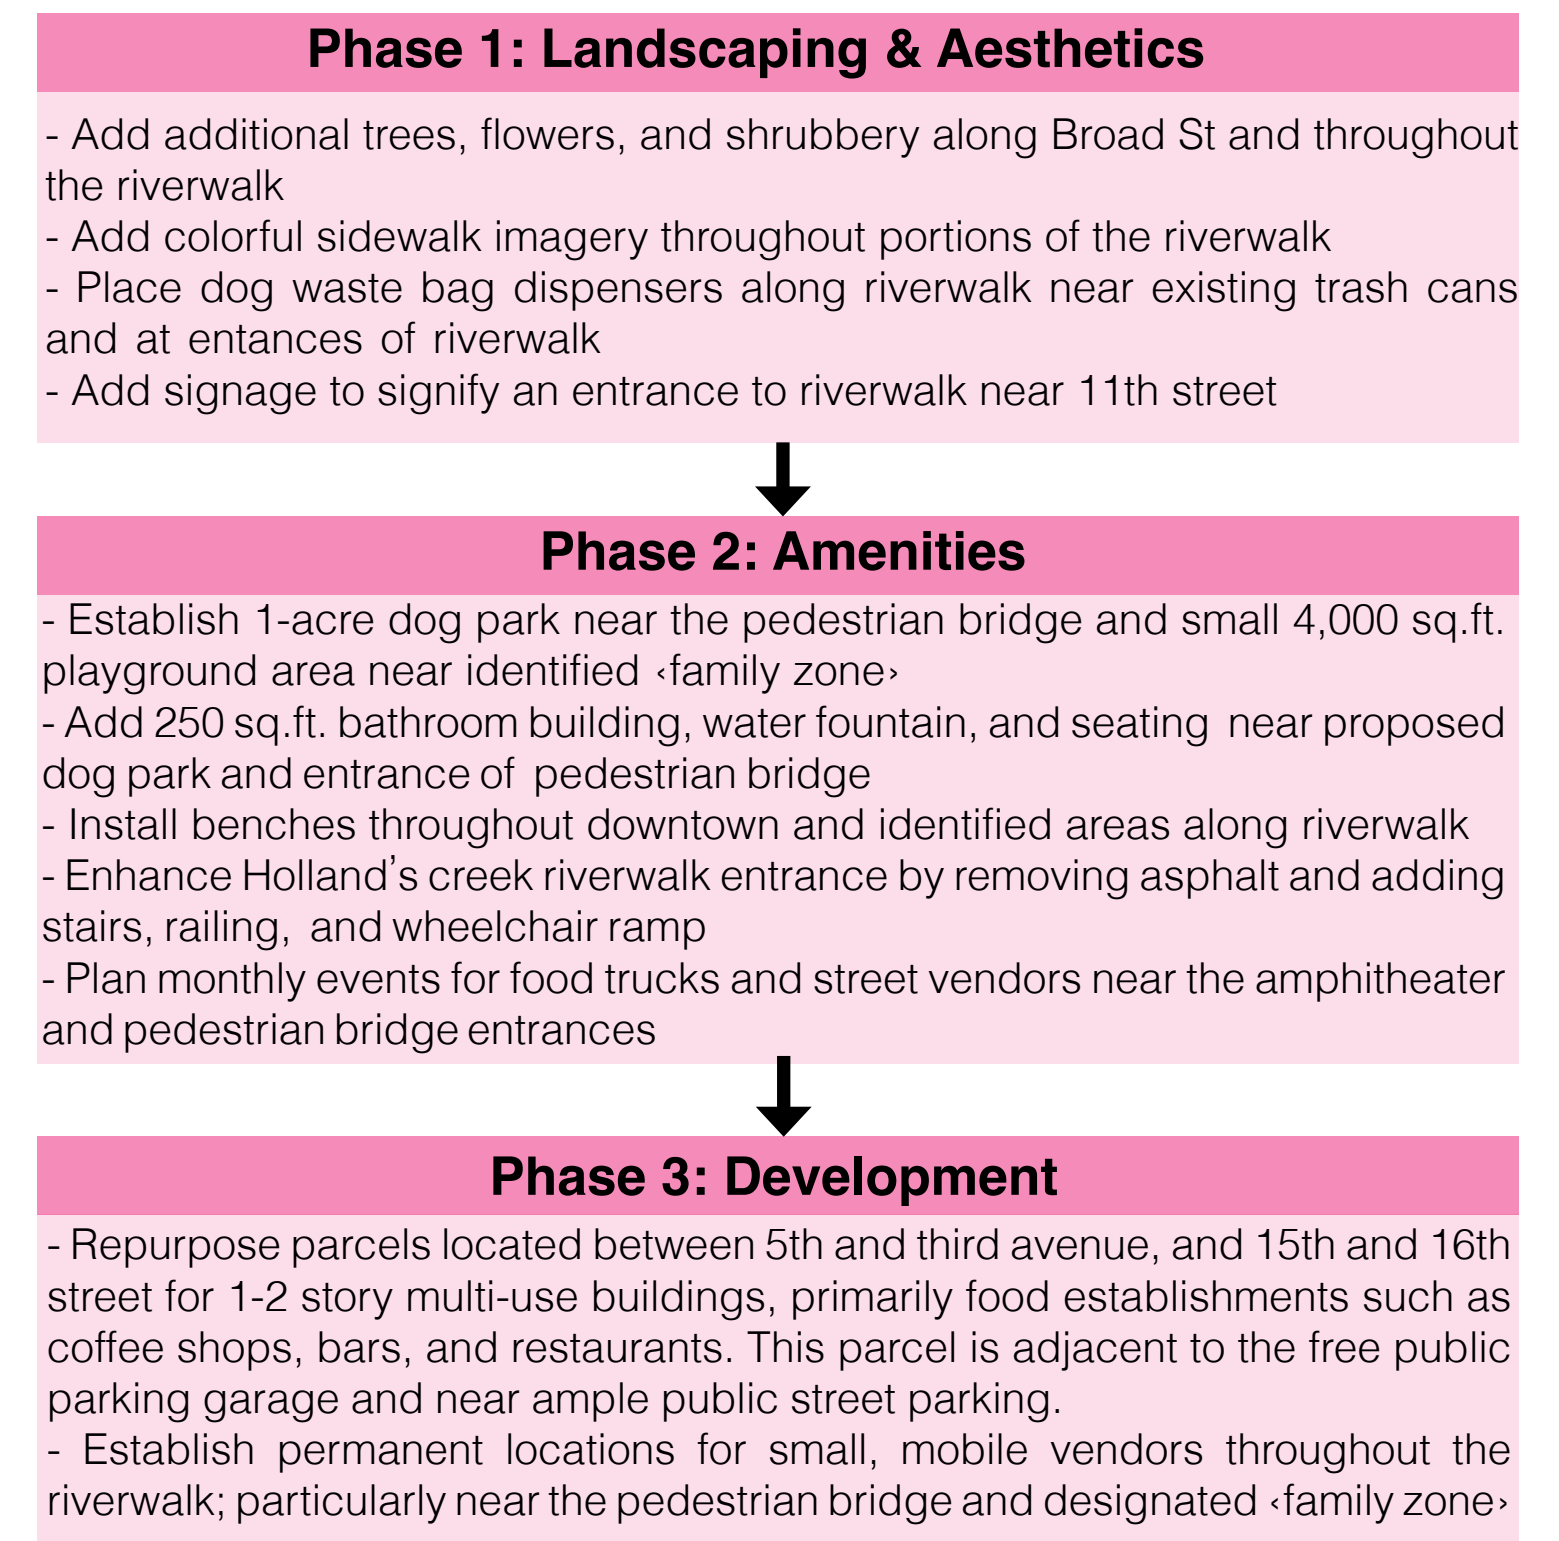 Phase 1: Landscaping & Aesthetics
- Add additional trees, flowers, and shrubbery along Broad St and throughout
the riverwalk
- Add colorful sidewalk imagery throughout portions of the riverwalk
- Place dog waste bag dispensers along riverwalk near existing trash cans
and at entances of riverwalk
- Add signage to signify an entrance to riverwalk near 11th street
Phase 2: Amenities
- Establish 1-acre dog park near the pedestrian bridge and small 4,000 sq.ft.
playground area near identified ‹family zone›
- Add 250 sq.ft. bathroom building, water fountain, and seating near proposed
dog park and entrance of pedestrian bridge
- Install benches throughout downtown and identified areas along riverwalk
- Enhance Holland’s creek riverwalk entrance by removing asphalt and adding
stairs, railing, and wheelchair ramp
- Plan monthly events for food trucks and street vendors near the amphitheater
and pedestrian bridge entrances
Phase 3: Development
- Repurpose parcels located between 5th and third avenue, and 15th and 16th
street for 1-2 story multi-use buildings, primarily food establishments such as
coffee shops, bars, and restaurants. This parcel is adjacent to the free public
parking garage and near ample public street parking.
- Establish permanent locations for small, mobile vendors throughout the
riverwalk; particularly near the pedestrian bridge and designated ‹family zone›